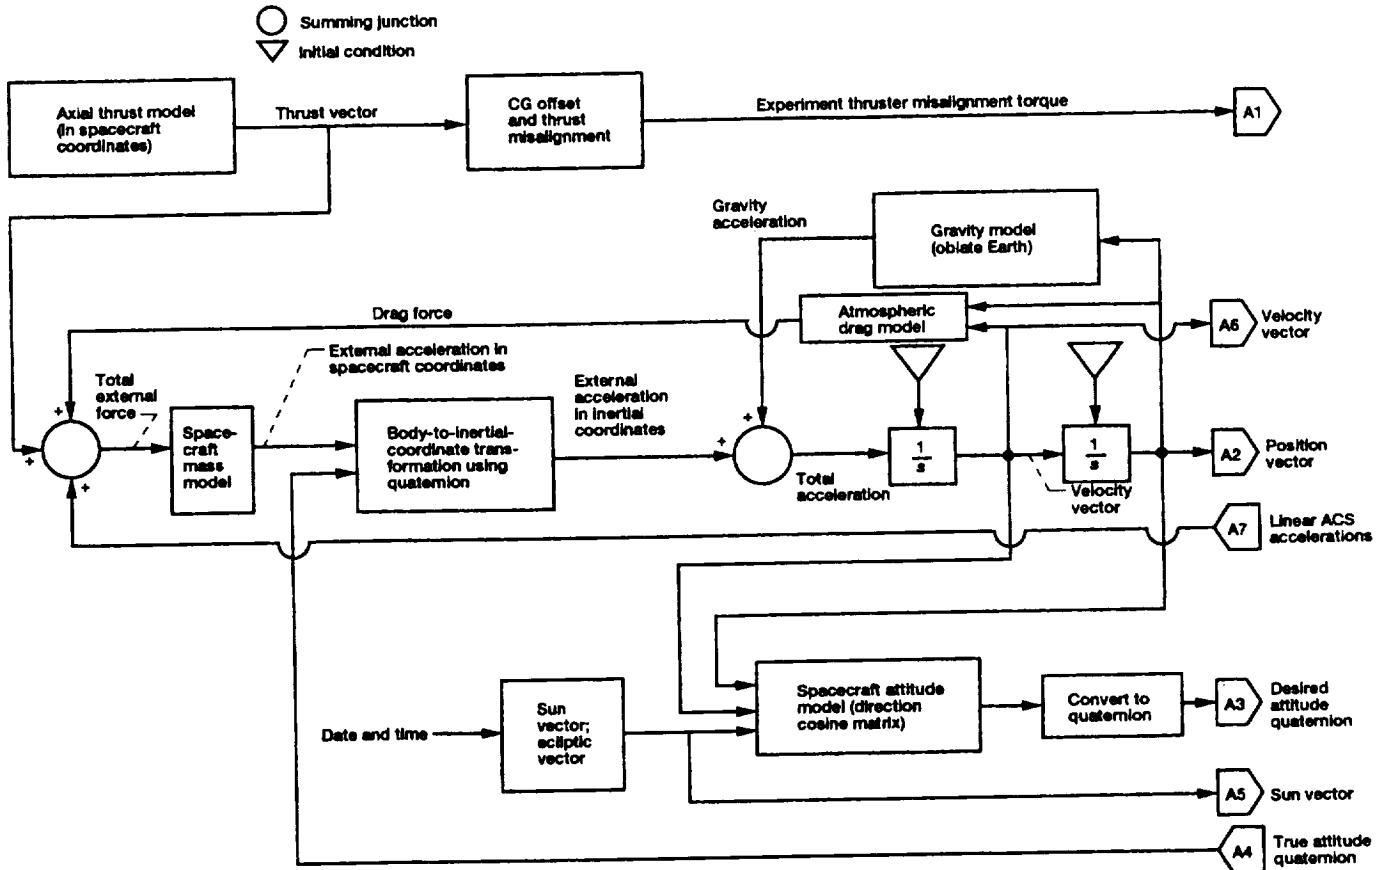 Summing junction
Initial condition
Axial thrust model
(in spacecraft
coordinates)
Thrust vector
CG offset
and thrust
misalignment
Experiment thruster misalignment torque
A1
Gravity
acceleration
Gravity model
(oblate Earth)
Drag force
Atmospheric
drag model
A6
Velocity
vector
External acceleration in
spacecraft coordinates
Total
external
force
+
+
+
Space-
craft
mass
model
Body-to-inertial-
coordinate trans-
formation using
quaternion
External
acceleration
in inertial
coordinates
+
+
Total
acceleration
1
s
Velocity
vector
1
s
A2
Position
vector
A7
Linear ACS
accelerations
Date and time
Sun
vector;
ecliptic
vector
Spacecraft attitude
model (direction
cosine matrix)
Convert to
quaternion
A3
Desired
attitude
quaternion
A5
Sun vector
A4
True attitude
quaternion